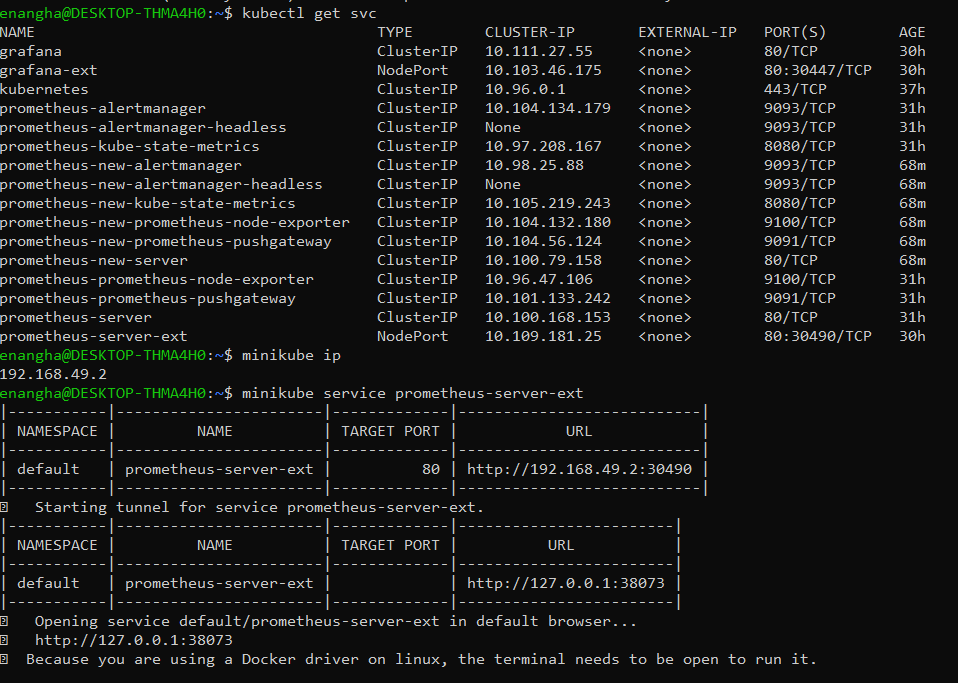 enangha@DESKTOP-THMA4H0:~$ kubectl get svc
NAME TYPE CLUSTER-IP EXTERNAL-IP PORT(S) AGE
grafana ClusterIP 10.111.27.55 <none> 80/TCP 30h
grafana-ext NodePort 10.103.46.175 <none> 80:30447/TCP 30h
kubernetes ClusterIP 10.96.0.1 <none> 443/TCP 37h
prometheus-alertmanager ClusterIP 10.104.134.179 <none> 9093/TCP 31h
prometheus-alertmanager-headless ClusterIP None <none> 9093/TCP 31h
prometheus-kube-state-metrics ClusterIP 10.97.208.167 <none> 8080/TCP 31h
prometheus-new-alertmanager ClusterIP 10.98.25.88 <none> 9093/TCP 68m
prometheus-new-alertmanager-headless ClusterIP None <none> 9093/TCP 68m
prometheus-new-kube-state-metrics ClusterIP 10.105.219.243 <none> 8080/TCP 68m
prometheus-new-prometheus-node-exporter ClusterIP 10.104.132.180 <none> 9100/TCP 68m
prometheus-new-prometheus-pushgateway ClusterIP 10.104.56.124 <none> 9091/TCP 68m
prometheus-new-server ClusterIP 10.100.79.158 <none> 80/TCP 68m
prometheus-prometheus-node-exporter ClusterIP 10.96.47.106 <none> 9100/TCP 31h
prometheus-prometheus-pushgateway ClusterIP 10.101.133.242 <none> 9091/TCP 31h
prometheus-server ClusterIP 10.100.168.153 <none> 80/TCP 31h
prometheus-server-ext NodePort 10.109.181.25 <none> 80:30490/TCP 30h
enangha@DESKTOP-THMA4H0:~$ minikube ip
192.168.49.2
enangha@DESKTOP-THMA4H0:~$ minikube service prometheus-server-ext
|-----------|-----------------------|-------------|---------------------------|
| NAMESPACE | NAME | TARGET PORT | URL |
|-----------|-----------------------|-------------|---------------------------|
| default | prometheus-server-ext | 80 | http://192.168.49.2:30490 |
|-----------|-----------------------|-------------|---------------------------|
Starting tunnel for service prometheus-server-ext.
|-----------|-----------------------|-------------|------------------------|
| NAMESPACE | NAME | TARGET PORT | URL |
|-----------|-----------------------|-------------|------------------------|
| default | prometheus-server-ext | | http://127.0.0.1:38073 |
|-----------|-----------------------|-------------|------------------------|
Opening service default/prometheus-server-ext in default browser...
http://127.0.0.1:38073
Because you are using a Docker driver on linux, the terminal needs to be open to run it.